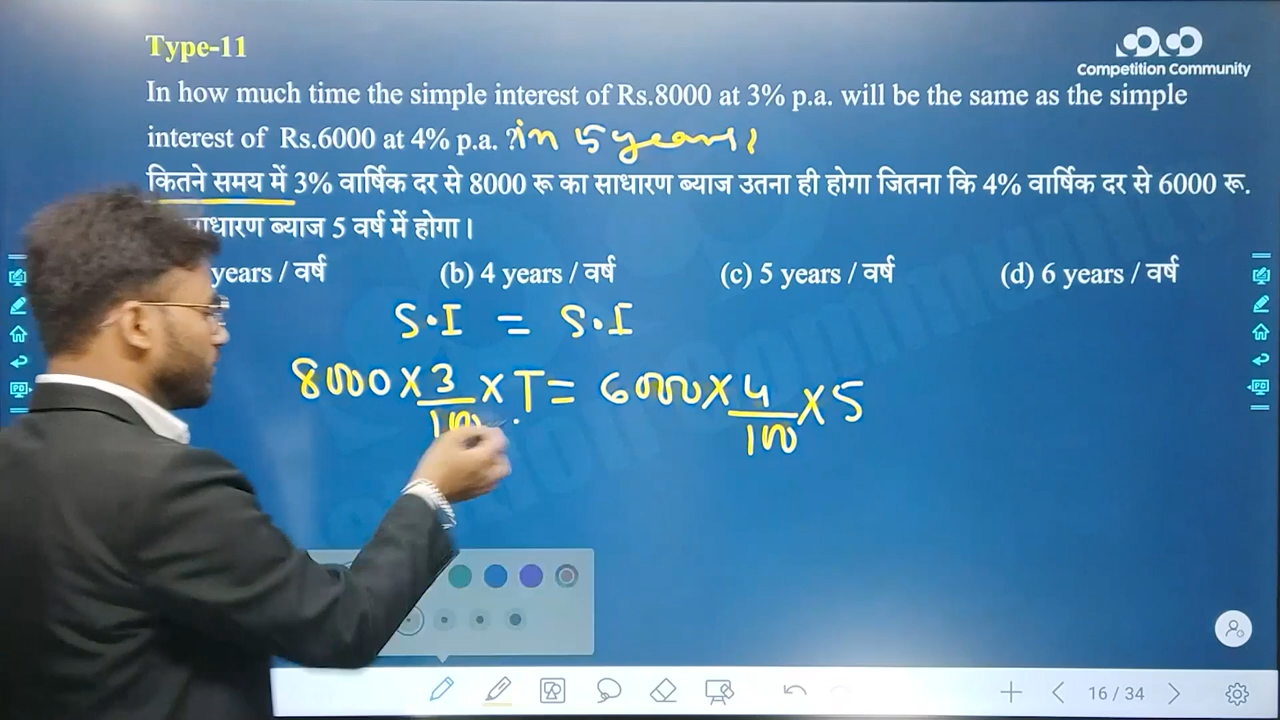 Type-11
Competition Community
In how much time the simple interest of Rs.8000 at 3% p.a. will be the same as the simple
interest of Rs.6000 at 4% p.a. ?in 5 years?
कितने समय में 3% वार्षिक दर से 8000 रू का साधारण ब्याज उतना ही होगा जितना कि 4% वार्षिक दर से 6000 रू.
साधारण ब्याज 5 वर्ष में होगा।
years / वर्ष (b) 4 years / वर्ष (c) 5 years / वर्ष (d) 6 years / वर्ष
S.I = S.I
8000 × 3/100 × T = 6000 × 4/100 × 5
16 / 34